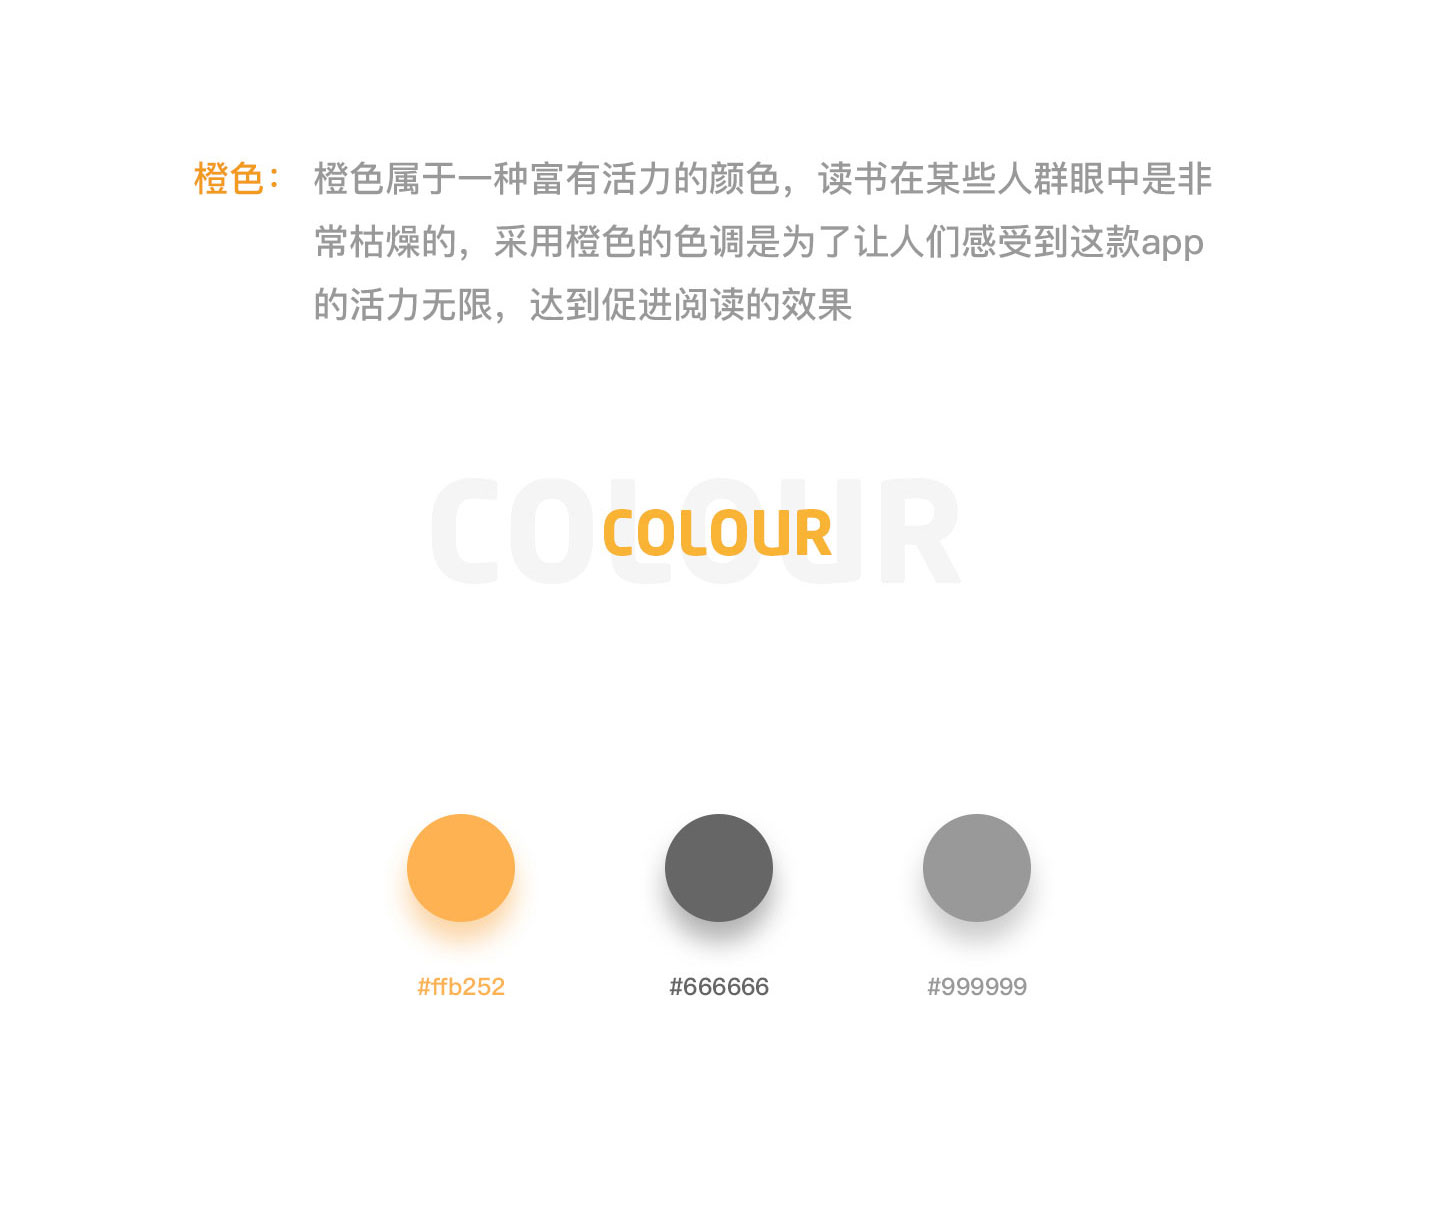 橙色： 橙色属于一种富有活力的颜色，读书在某些人群眼中是非
常枯燥的，采用橙色的色调是为了让人们感受到这款app
的活力无限，达到促进阅读的效果
COLOUR
COLOUR
#ffb252 #666666 #999999